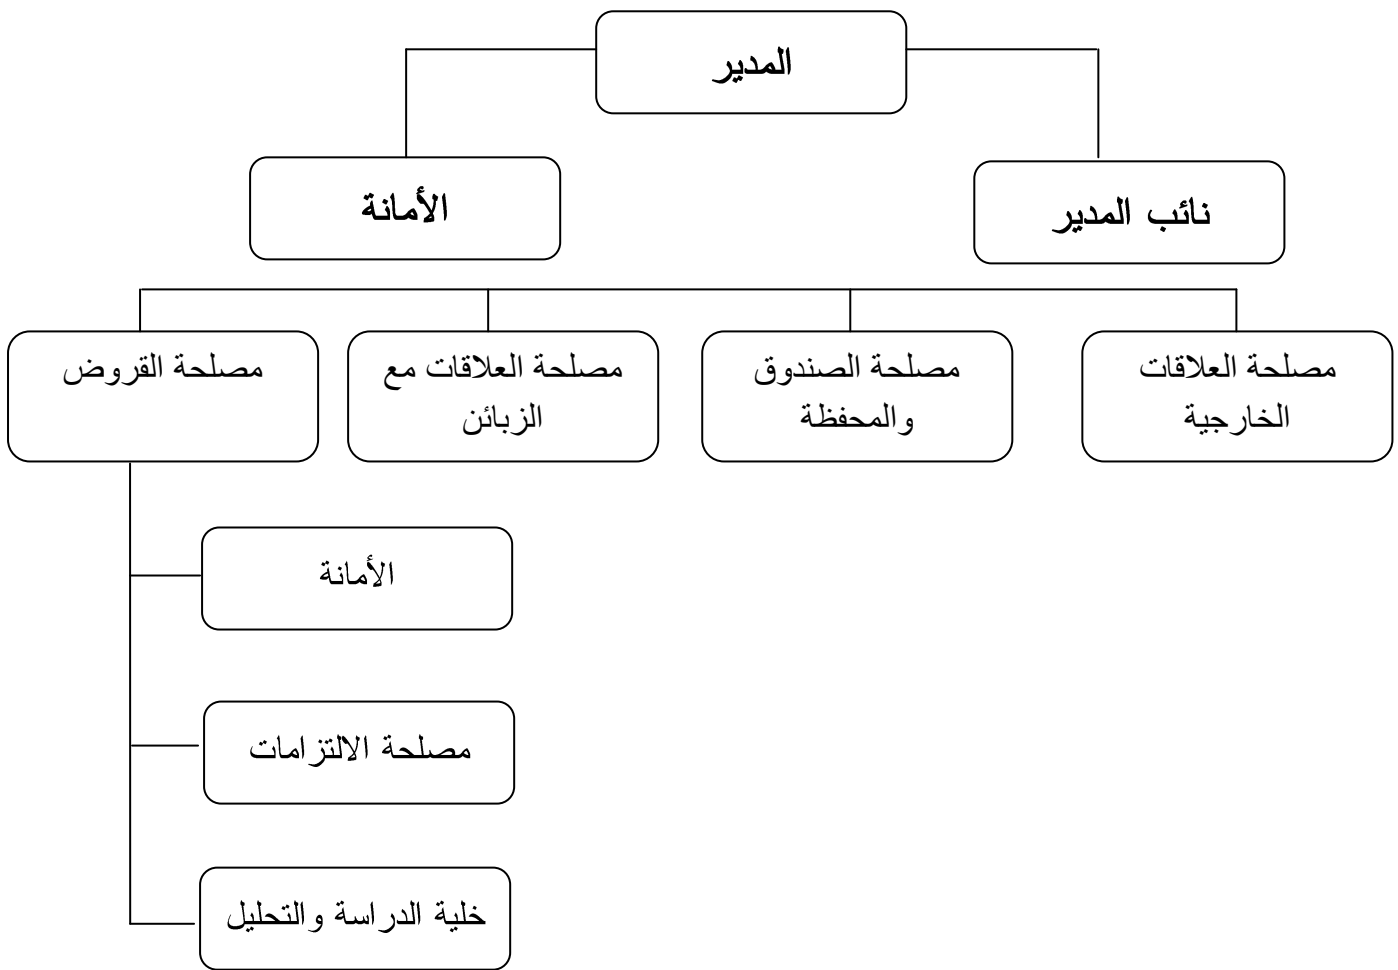 المدير
نائب المدير
الأمانة
مصلحة العلاقات
الخارجية
مصلحة الصندوق
والمحفظة
مصلحة العلاقات مع
الزبائن
مصلحة القروض
الأمانة
مصلحة الالتزامات
خلية الدراسة والتحليل